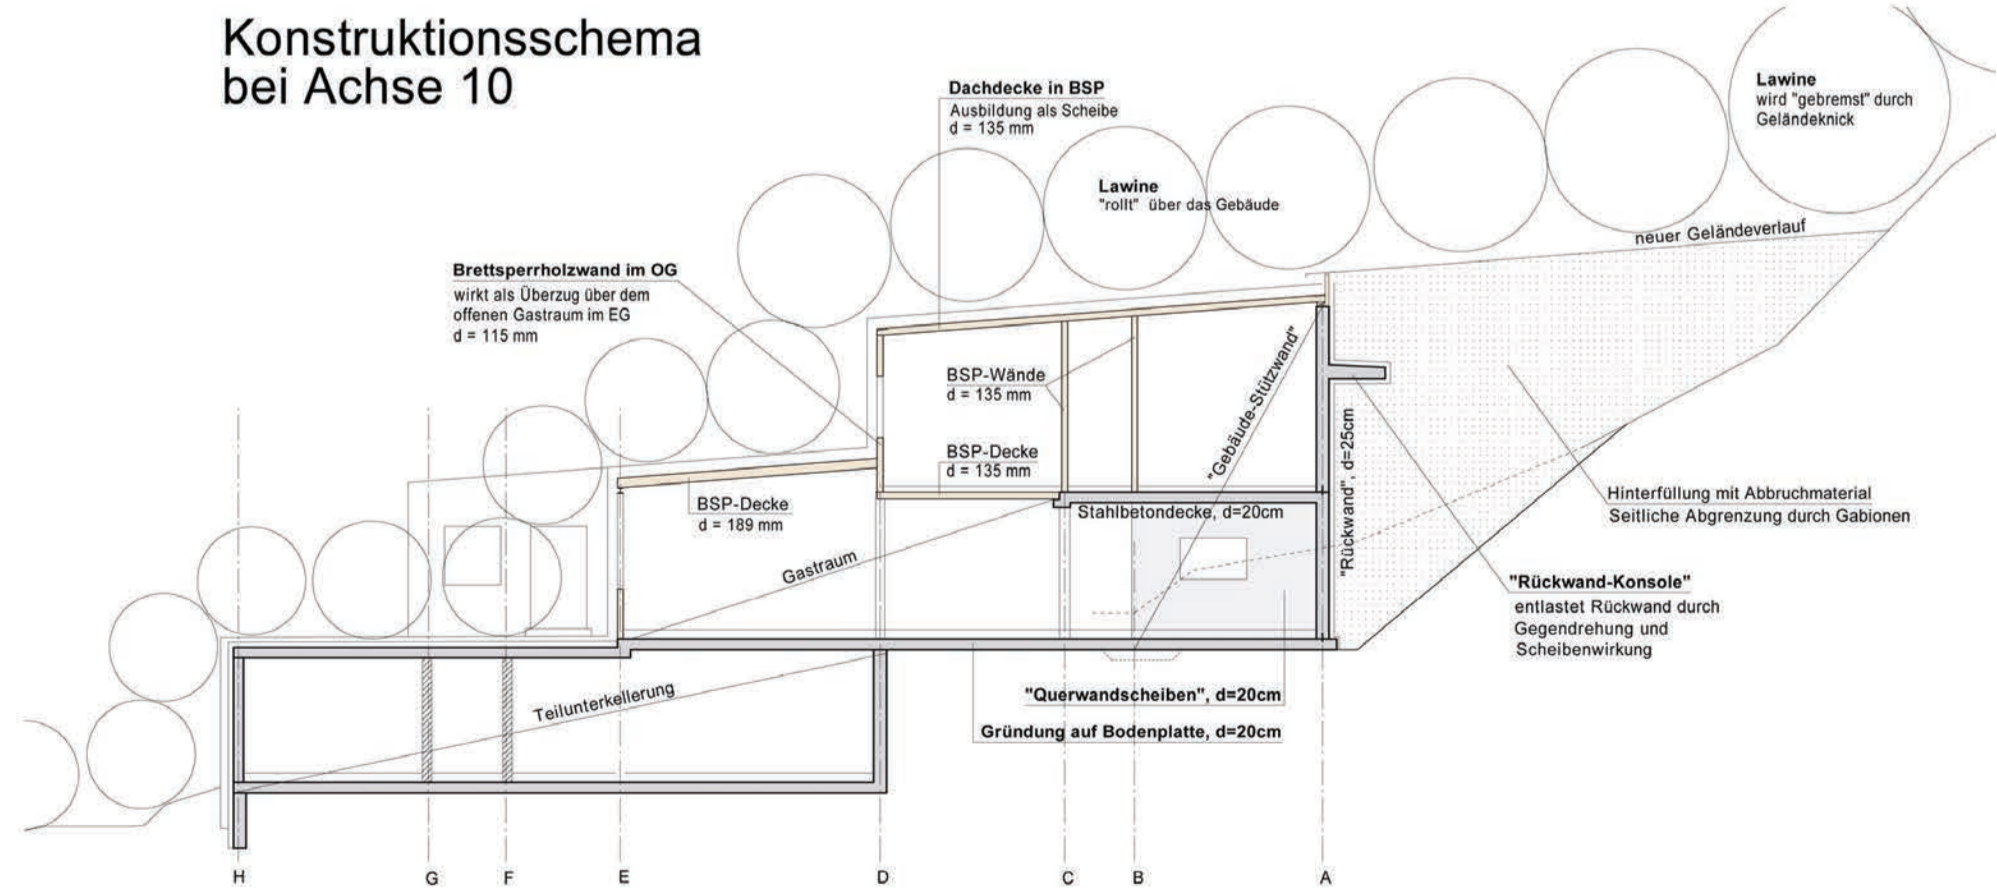 Konstruktionsschema
bei Achse 10
Dachdecke in BSP
Ausbildung als Scheibe
d = 135 mm
Lawine
wird "gebremst" durch
Geländeknick
Lawine
"rollt" über das Gebäude
neuer Geländeverlauf
Brettsperrholzwand im OG
wirkt als Überzug über dem
offenen Gastraum im EG
d = 115 mm
BSP-Wände
d = 135 mm
"Gebäude-Stützwand"
BSP-Decke
d = 135 mm
"Rückwand", d=25cm
BSP-Decke
d = 189 mm
Stahlbetondecke, d=20cm
Hinterfüllung mit Abbruchmaterial
Seitliche Abgrenzung durch Gabionen
Gastraum
"Rückwand-Konsole"
entlastet Rückwand durch
Gegendrehung und
Scheibenwirkung
Teilunterkellerung
"Querwandscheiben", d=20cm
Gründung auf Bodenplatte, d=20cm
H G F E D C B A